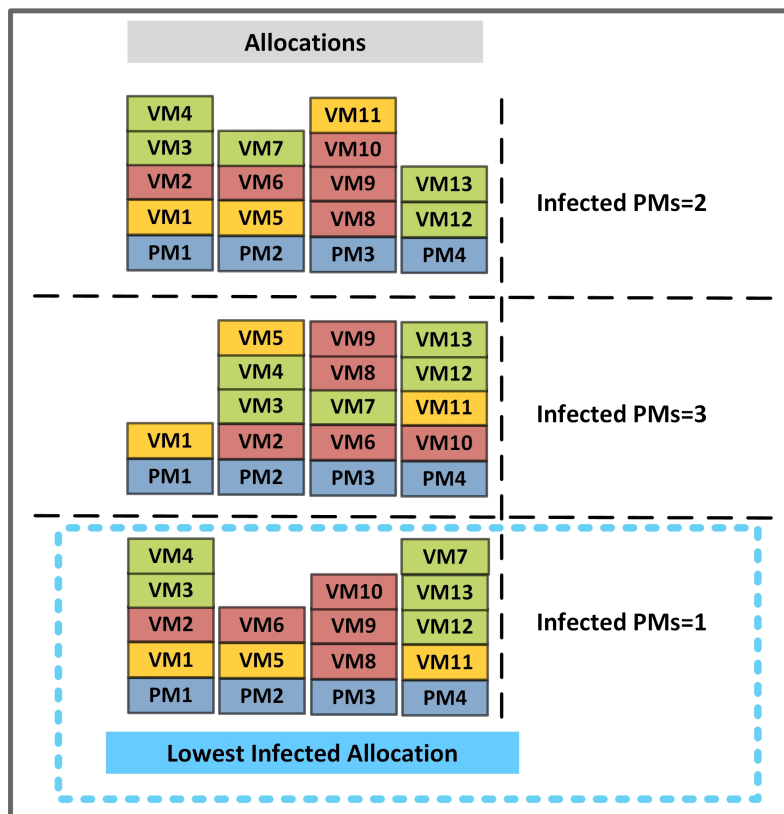 Allocations
VM4 VM11
VM3 VM7 VM10
VM2 VM6 VM9 VM13
VM1 VM5 VM8 VM12
PM1 PM2 PM3 PM4
Infected PMs=2
VM5 VM9 VM13
VM4 VM8 VM12
VM3 VM7 VM11
VM1 VM2 VM6 VM10
PM1 PM2 PM3 PM4
Infected PMs=3
VM4 VM7
VM3 VM10 VM13
VM2 VM6 VM9 VM12
VM1 VM5 VM8 VM11
PM1 PM2 PM3 PM4
Infected PMs=1
Lowest Infected Allocation